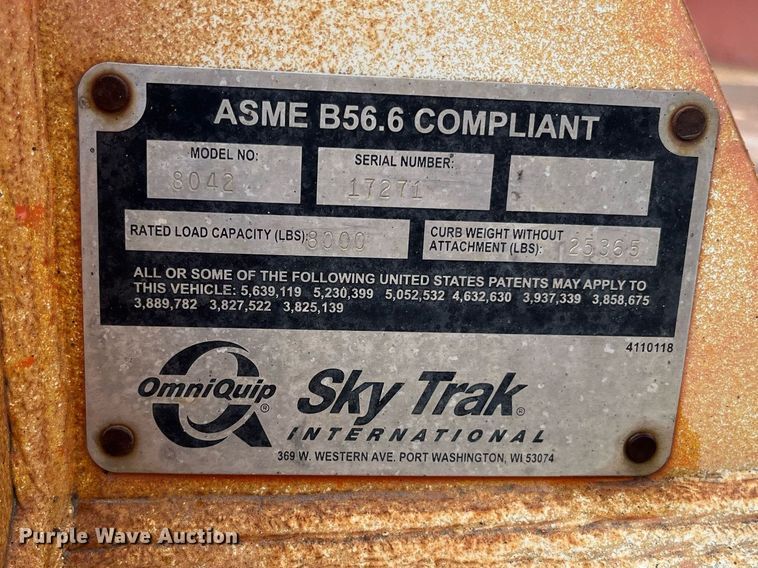 ASME B56.6 COMPLIANT
MODEL NO: SERIAL NUMBER:
8042 17271
RATED LOAD CAPACITY (LBS): 8000 CURB WEIGHT WITHOUT
ATTACHMENT (LBS): 25365
ALL OR SOME OF THE FOLLOWING UNITED STATES PATENTS MAY APPLY TO
THIS VEHICLE: 5,639,119 5,230,399 5,052,532 4,632,630 3,937,339 3,858,675
3,889,782 3,827,522 3,825,139
4110118
OmniQuip® Sky Trak®
INTERNATIONAL
369 W. WESTERN AVE. PORT WASHINGTON, WI 53074
Purple Wave Auction